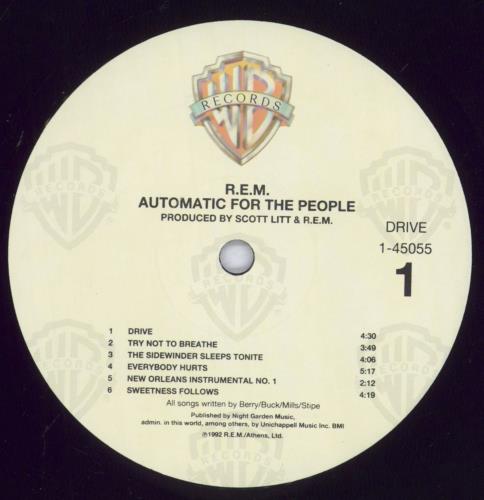 WB
RECORDS
R.E.M.
AUTOMATIC FOR THE PEOPLE
PRODUCED BY SCOTT LITT & R.E.M.
DRIVE
1-45055
1
1 DRIVE 4:30
2 TRY NOT TO BREATHE 3:49
3 THE SIDEWINDER SLEEPS TONITE 4:06
4 EVERYBODY HURTS 5:17
5 NEW ORLEANS INSTRUMENTAL NO. 1 2:12
6 SWEETNESS FOLLOWS 4:19
All songs written by Berry/Buck/Mills/Stipe
Published by Night Garden Music,
admin. in this world, among others, by Unichappell Music Inc. BMI
℗1992 R.E.M./Athens, Ltd.